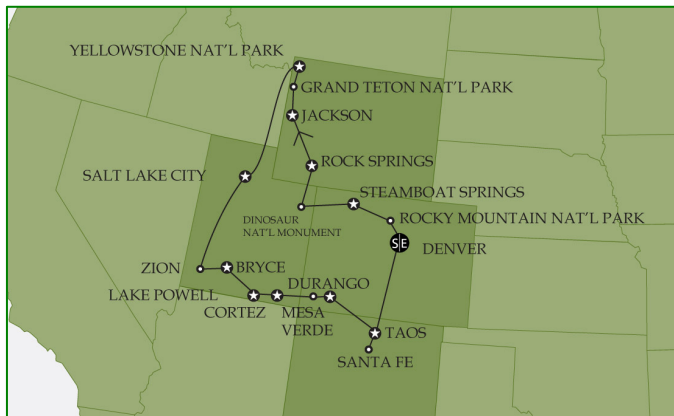 YELLOWSTONE NAT'L PARK
GRAND TETON NAT'L PARK
JACKSON
ROCK SPRINGS
SALT LAKE CITY
STEAMBOAT SPRINGS
DINOSAUR
NAT'L MONUMENT
ROCKY MOUNTAIN NAT'L PARK
S E
DENVER
ZION
BRYCE
DURANGO
LAKE POWELL
CORTEZ
MESA
VERDE
TAOS
SANTA FE